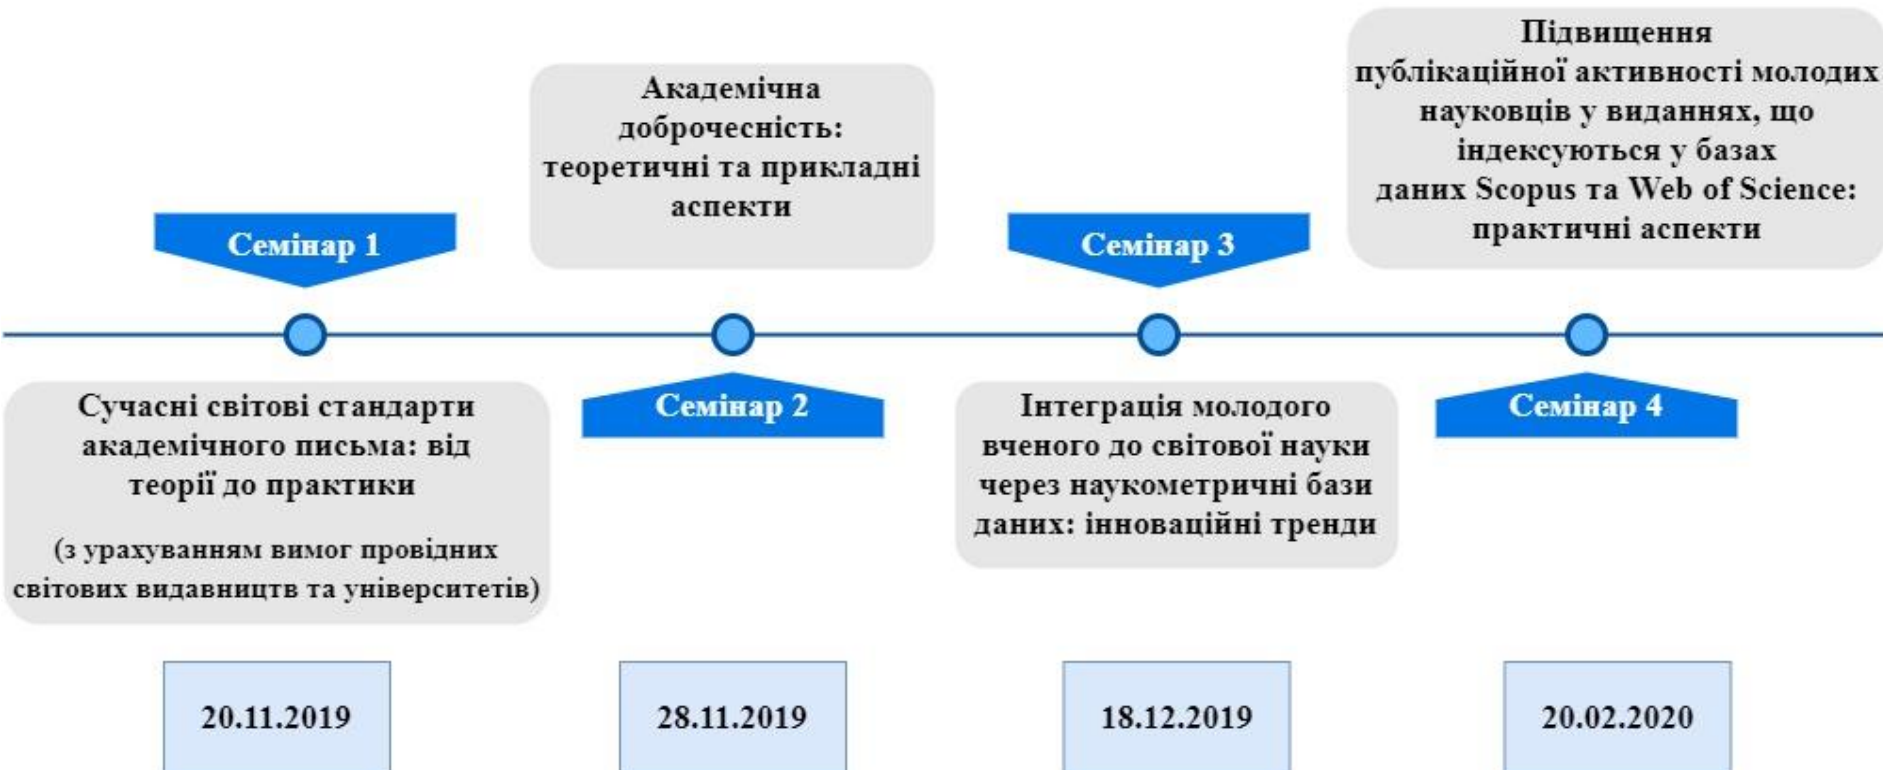 Семінар 1
Сучасні світові стандарти
академічного письма: від
теорії до практики
(з урахуванням вимог провідних
світових видавництв та університетів)
20.11.2019
Академічна
доброчесність:
теоретичні та прикладні
аспекти
Семінар 2
28.11.2019
Семінар 3
Інтеграція молодого
вченого до світової науки
через наукометричні бази
даних: інноваційні тренди
18.12.2019
Підвищення
публікаційної активності молодих
науковців у виданнях, що
індексуються у базах
даних Scopus та Web of Science:
практичні аспекти
Семінар 4
20.02.2020